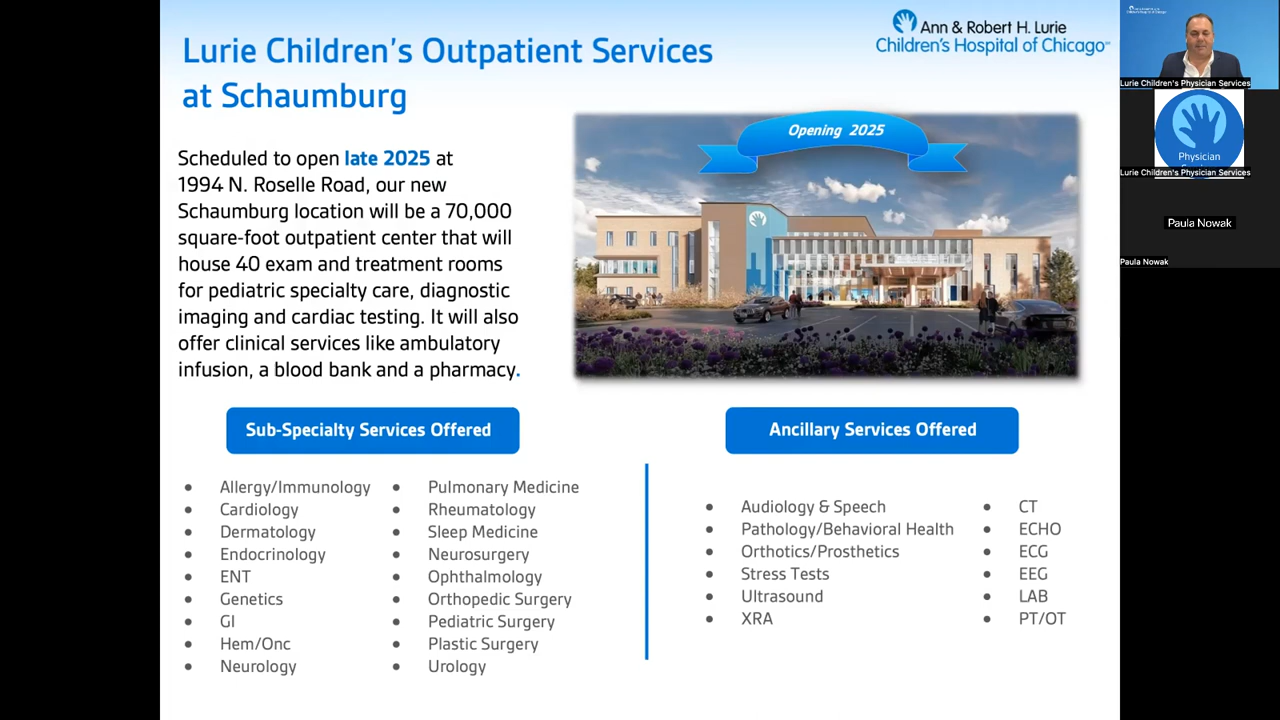 Lurie Children's Outpatient Services
at Schaumburg
Ann & Robert H. Lurie
Children's Hospital of Chicago℠
Scheduled to open late 2025 at
1994 N. Roselle Road, our new
Schaumburg location will be a 70,000
square-foot outpatient center that will
house 40 exam and treatment rooms
for pediatric specialty care, diagnostic
imaging and cardiac testing. It will also
offer clinical services like ambulatory
infusion, a blood bank and a pharmacy.
Opening 2025
Sub-Specialty Services Offered
• Allergy/Immunology
• Cardiology
• Dermatology
• Endocrinology
• ENT
• Genetics
• GI
• Hem/Onc
• Neurology
• Pulmonary Medicine
• Rheumatology
• Sleep Medicine
• Neurosurgery
• Ophthalmology
• Orthopedic Surgery
• Pediatric Surgery
• Plastic Surgery
• Urology
Ancillary Services Offered
• Audiology & Speech
• Pathology/Behavioral Health
• Orthotics/Prosthetics
• Stress Tests
• Ultrasound
• XRA
• CT
• ECHO
• ECG
• EEG
• LAB
• PT/OT
Lurie Children's Physician Services
Physician
Lurie Children's Physician Services
Paula Nowak
Paula Nowak